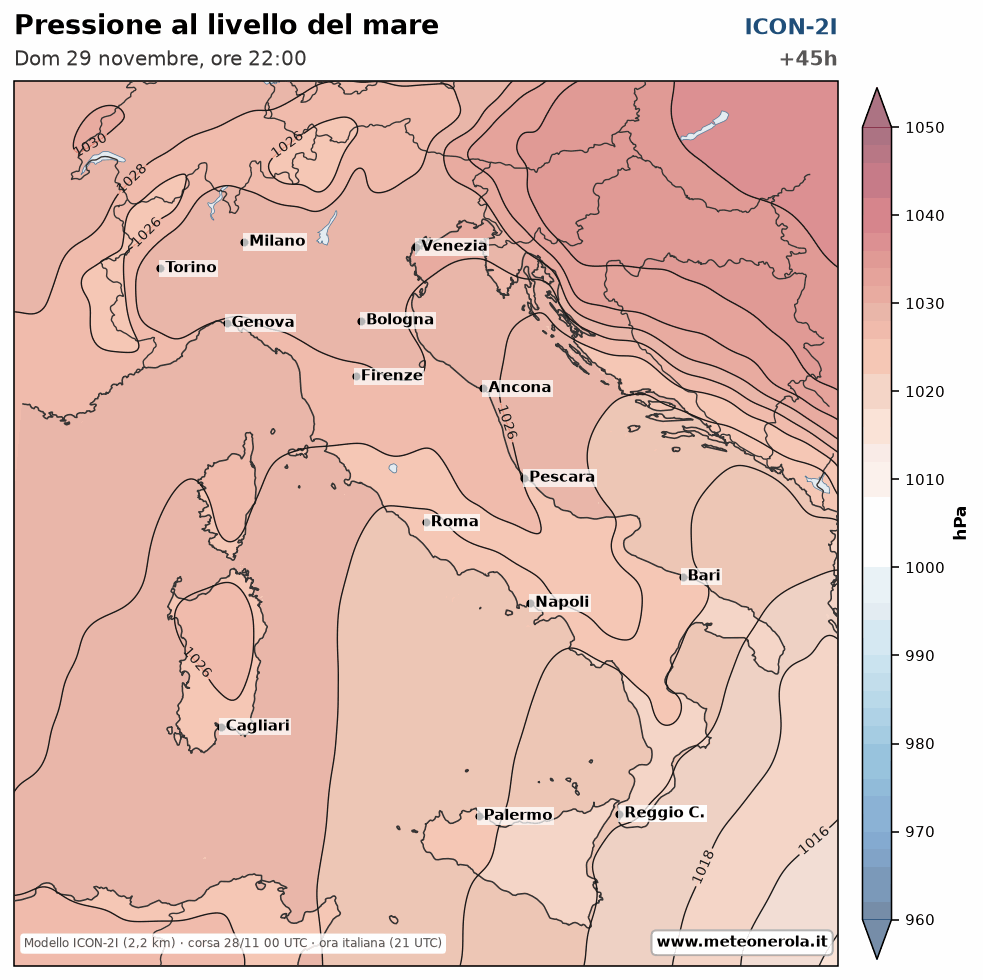 Pressione al livello del mare
ICON-2I
Dom 29 novembre, ore 22:00
+45h
1030
1028
1026
1026
Milano
Venezia
Torino
Genova
Bologna
Firenze
Ancona
1026
Pescara
Roma
Bari
Napoli
1026
Cagliari
Palermo
Reggio C.
1018
1016
1050
1040
1030
1020
1010
1000
990
980
970
960
hPa
Modello ICON-2I (2,2 km) · corsa 28/11 00 UTC · ora italiana (21 UTC)
www.meteonerola.it